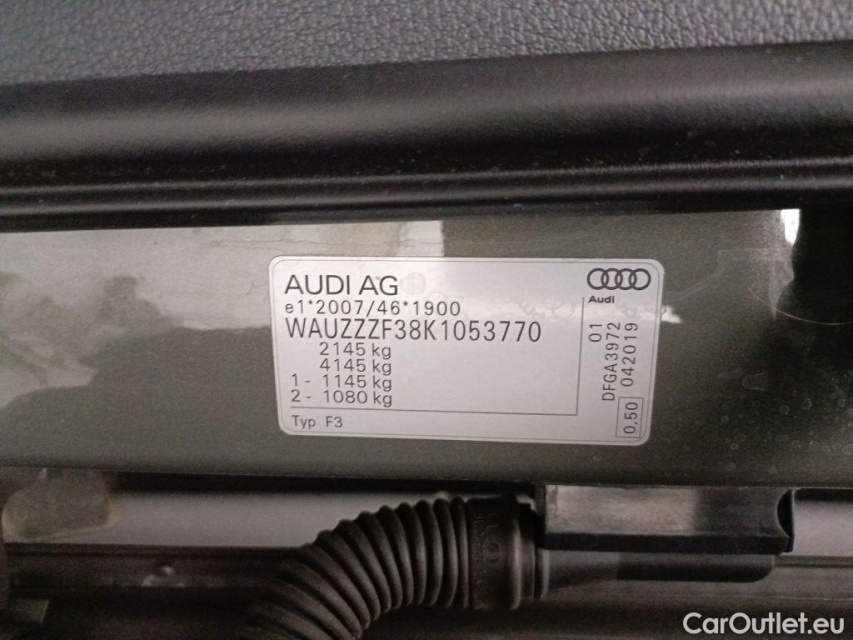 AUDI AG
Audi
e1*2007/46*1900
WAUZZZF38K1053770
2145 kg
4145 kg
1 - 1145 kg
2 - 1080 kg
Typ F3
DFGA3972 01
042019
0.50
CarOutlet.eu